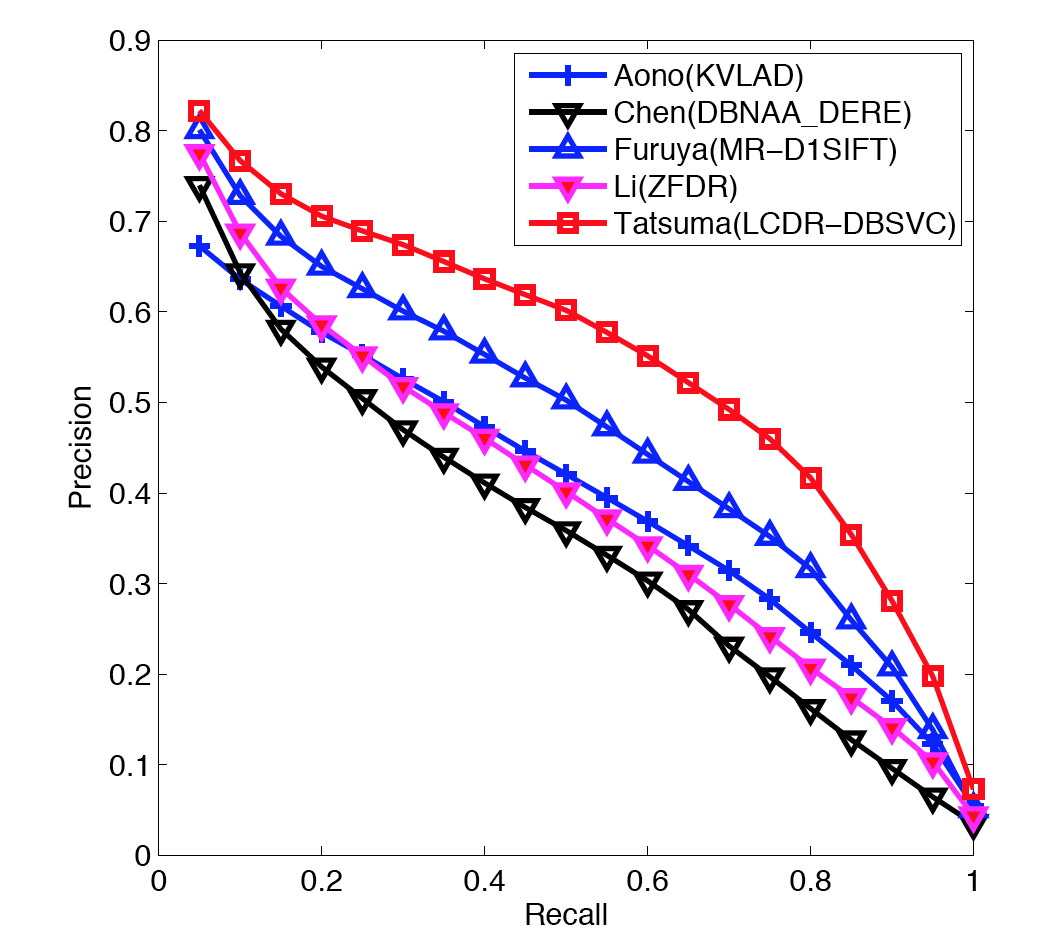 0.9
0.8
0.7
0.6
0.5
0.4
0.3
0.2
0.1
0
Precision
Aono(KVLAD)
Chen(DBNAA_DERE)
Furuya(MR−D1SIFT)
Li(ZFDR)
Tatsuma(LCDR−DBSVC)
0 0.2 0.4 0.6 0.8 1
Recall